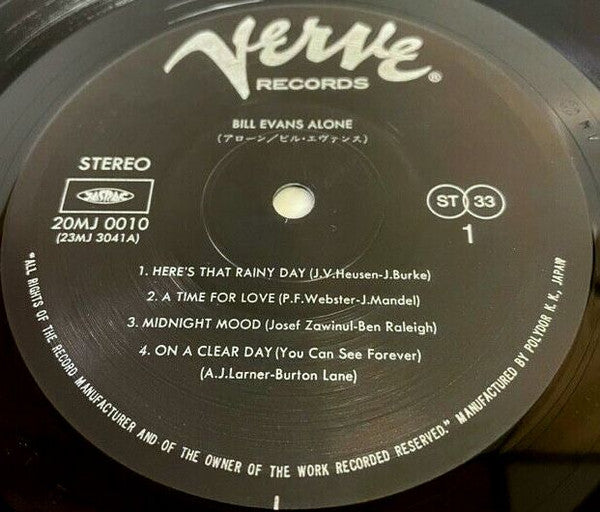 Verve®
RECORDS
BILL EVANS ALONE
(アローン/ビル・エヴァンス)
STEREO
JASRAC
20MJ 0010
(23MJ 3041A)
ST 33
1
1. HERE'S THAT RAINY DAY (J.V.Heusen-J.Burke)
2. A TIME FOR LOVE (P.F.Webster-J.Mandel)
3. MIDNIGHT MOOD (Josef Zawinul-Ben Raleigh)
4. ON A CLEAR DAY (You Can See Forever)
(A.J.Larner-Burton Lane)
"ALL RIGHTS OF THE RECORD MANUFACTURER AND OF THE OWNER OF THE WORK RECORDED RESERVED." MANUFACTURED BY POLYDOR K.K., JAPAN